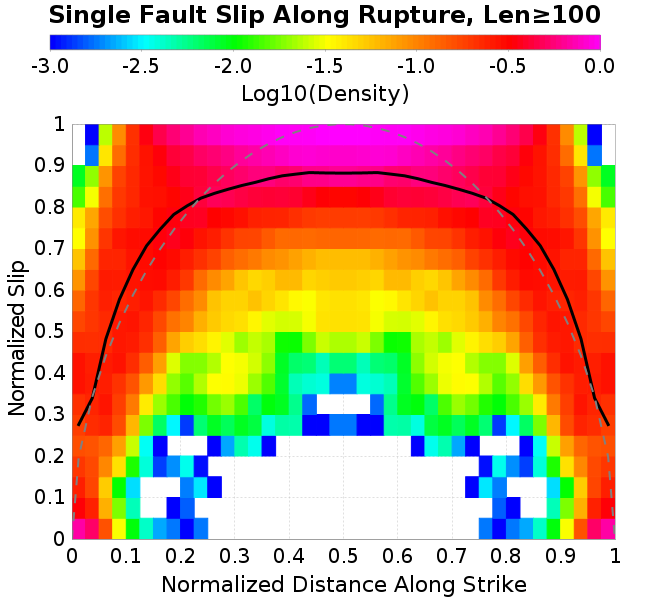 Single Fault Slip Along Rupture, Len≥100
-3.0 -2.5 -2.0 -1.5 -1.0 -0.5 0.0
Log10(Density)
1
0.9
0.8
0.7
0.6
0.5
0.4
0.3
0.2
0.1
0
Normalized Slip
0 0.1 0.2 0.3 0.4 0.5 0.6 0.7 0.8 0.9 1
Normalized Distance Along Strike